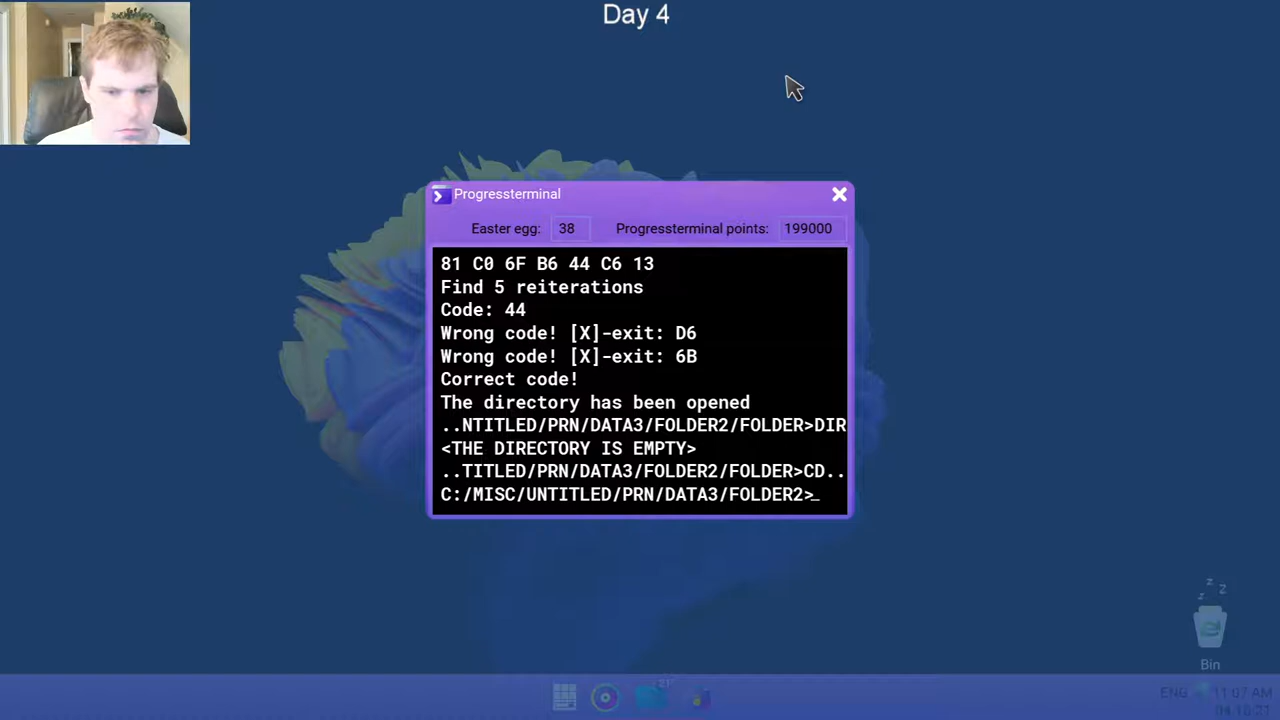 Day 4
Progressterminal
Easter egg: 38 Progressterminal points: 199000
81 C0 6F B6 44 C6 13
Find 5 reiterations
Code: 44
Wrong code! [X]-exit: D6
Wrong code! [X]-exit: 6B
Correct code!
The directory has been opened
..NTITLED/PRN/DATA3/FOLDER2/FOLDER>DIR
<THE DIRECTORY IS EMPTY>
..TITLED/PRN/DATA3/FOLDER2/FOLDER>CD..
C:/MISC/UNTITLED/PRN/DATA3/FOLDER2>_
z z
z
Bin
ENG 11:07 AM